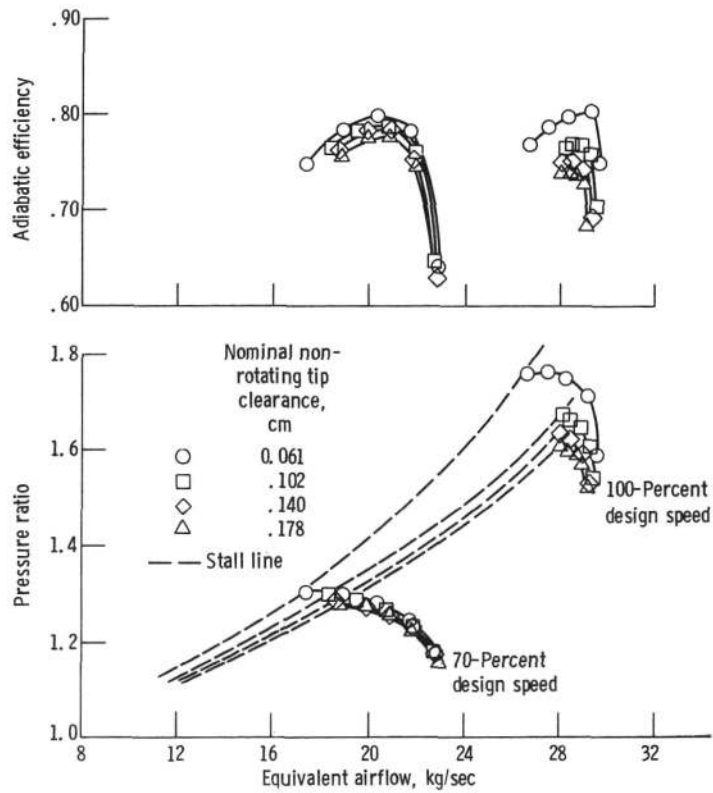 .90
.80
.70
.60
Adiabatic efficiency
1.8
1.6
1.4
1.2
1.0
Pressure ratio
Nominal non-
rotating tip
clearance,
cm
0.061
.102
.140
.178
Stall line
100-Percent
design speed
70-Percent
design speed
8 12 16 20 24 28 32
Equivalent airflow, kg/sec